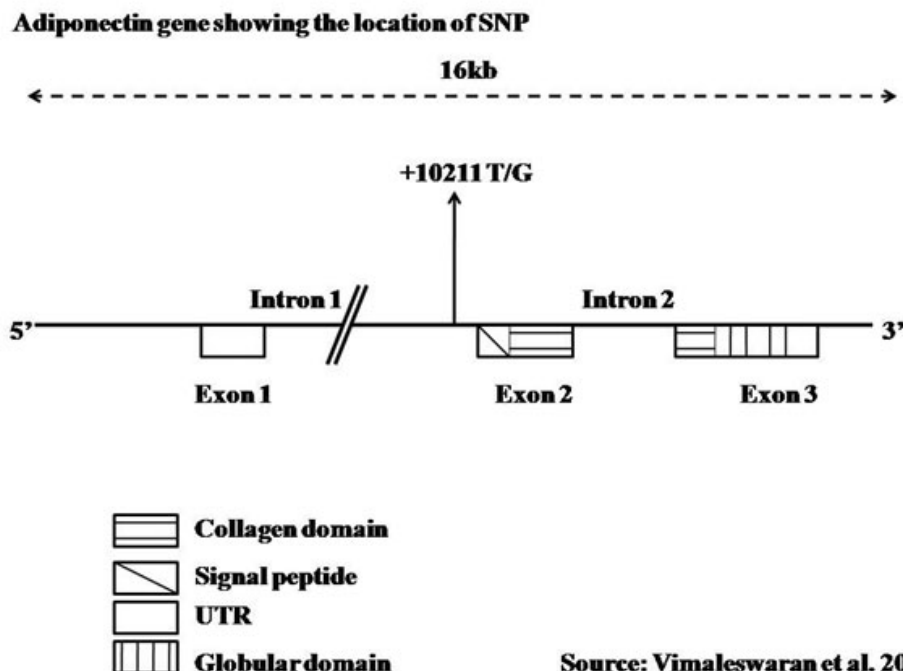 Adiponectin gene showing the location of SNP
16kb
+10211 T/G
Intron 1
Intron 2
5’
3’
Exon 1
Exon 2
Exon 3
Collagen domain
Signal peptide
UTR
Globular domain
Source: Vimaleswaran et al, 20